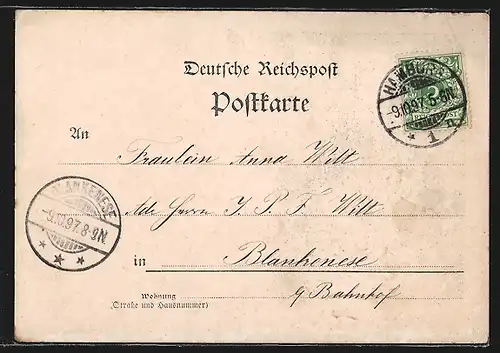 Deutsche Reichspost
Postkarte
HAMBURG
-9.10.97.5-6N.
* 1
An
Fräulein Anna Witt
Adr. Herrn J. P. F. Witt
BLANKENESE
-9.10.97.8-9N.
* * *
in Blankenese
Bahnhof
Wohnung
(Straße und Hausnummer)